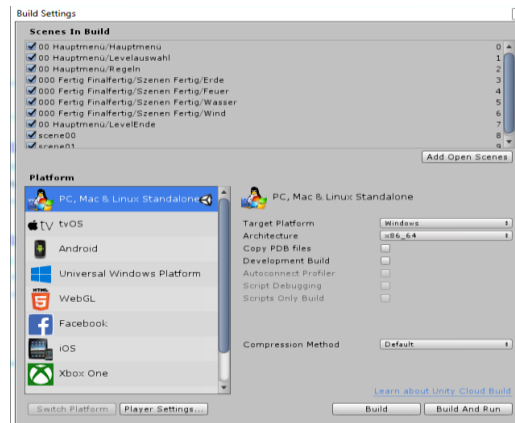 Build Settings
Scenes In Build
00 Hauptmenü/Hauptmenü 0
00 Hauptmenü/Levelauswahl 1
00 Hauptmenü/Regeln 2
000 Fertig Finalfertig/Szenen Fertig/Erde 3
000 Fertig Finalfertig/Szenen Fertig/Feuer 4
000 Fertig Finalfertig/Szenen Fertig/Wasser 5
000 Fertig Finalfertig/Szenen Fertig/Wind 6
00 Hauptmenü/LevelEnde 7
scene00 8
scene01 9
Add Open Scenes
Platform
PC, Mac & Linux Standalone
tv tvOS
Android
Universal Windows Platform
HTML 5 WebGL
Facebook
iOS
Xbox One
PC, Mac & Linux Standalone
Target Platform Windows
Architecture x86_64
Copy PDB files
Development Build
Autoconnect Profiler
Script Debugging
Scripts Only Build
Compression Method Default
Learn about Unity Cloud Build
Switch Platform Player Settings... Build Build And Run